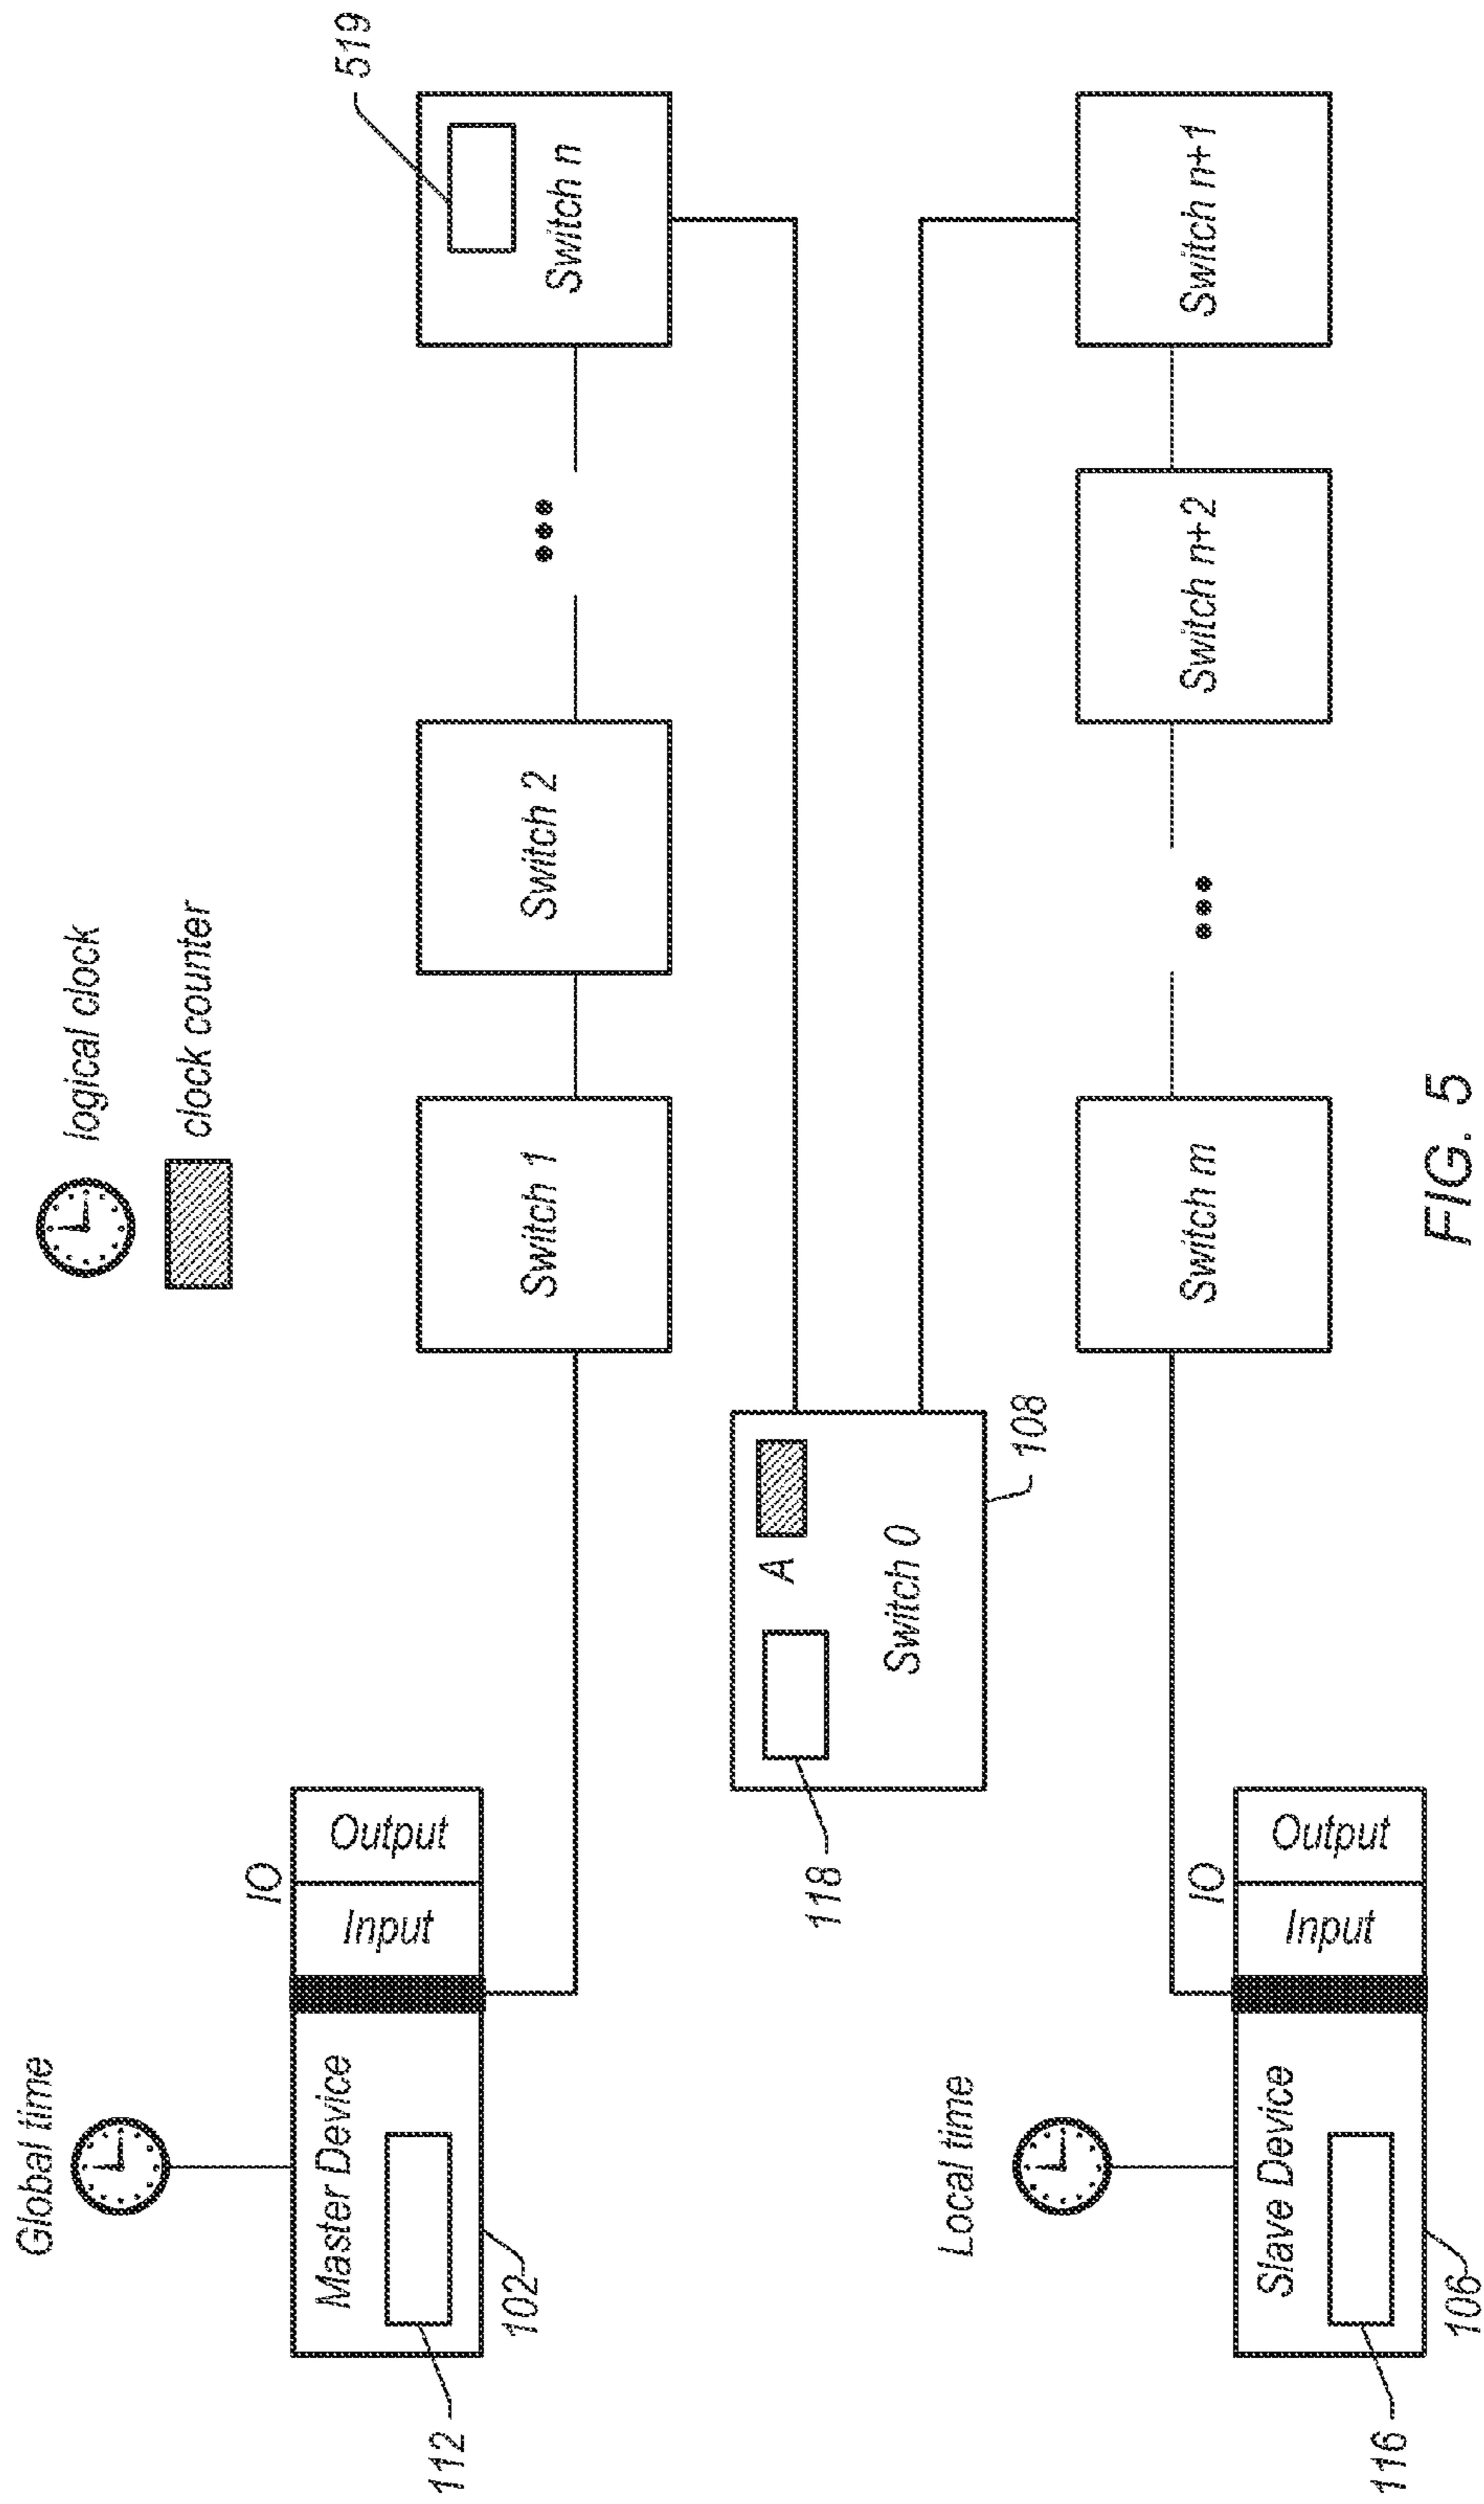 logical clock
clock counter
Global time
IO
Master Device
Input
Output
112
102
Switch 1
Switch 2
•••
Switch n
519
118
A
Switch 0
108
Local time
IO
Slave Device
Input
Output
116
106
Switch m
•••
Switch n+2
Switch n+1
FIG. 5